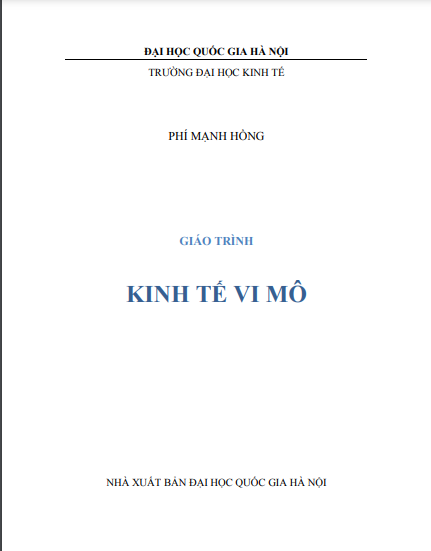 ĐẠI HỌC QUỐC GIA HÀ NỘI
TRƯỜNG ĐẠI HỌC KINH TẾ
PHÍ MẠNH HỒNG
GIÁO TRÌNH
KINH TẾ VI MÔ
NHÀ XUẤT BẢN ĐẠI HỌC QUỐC GIA HÀ NỘI